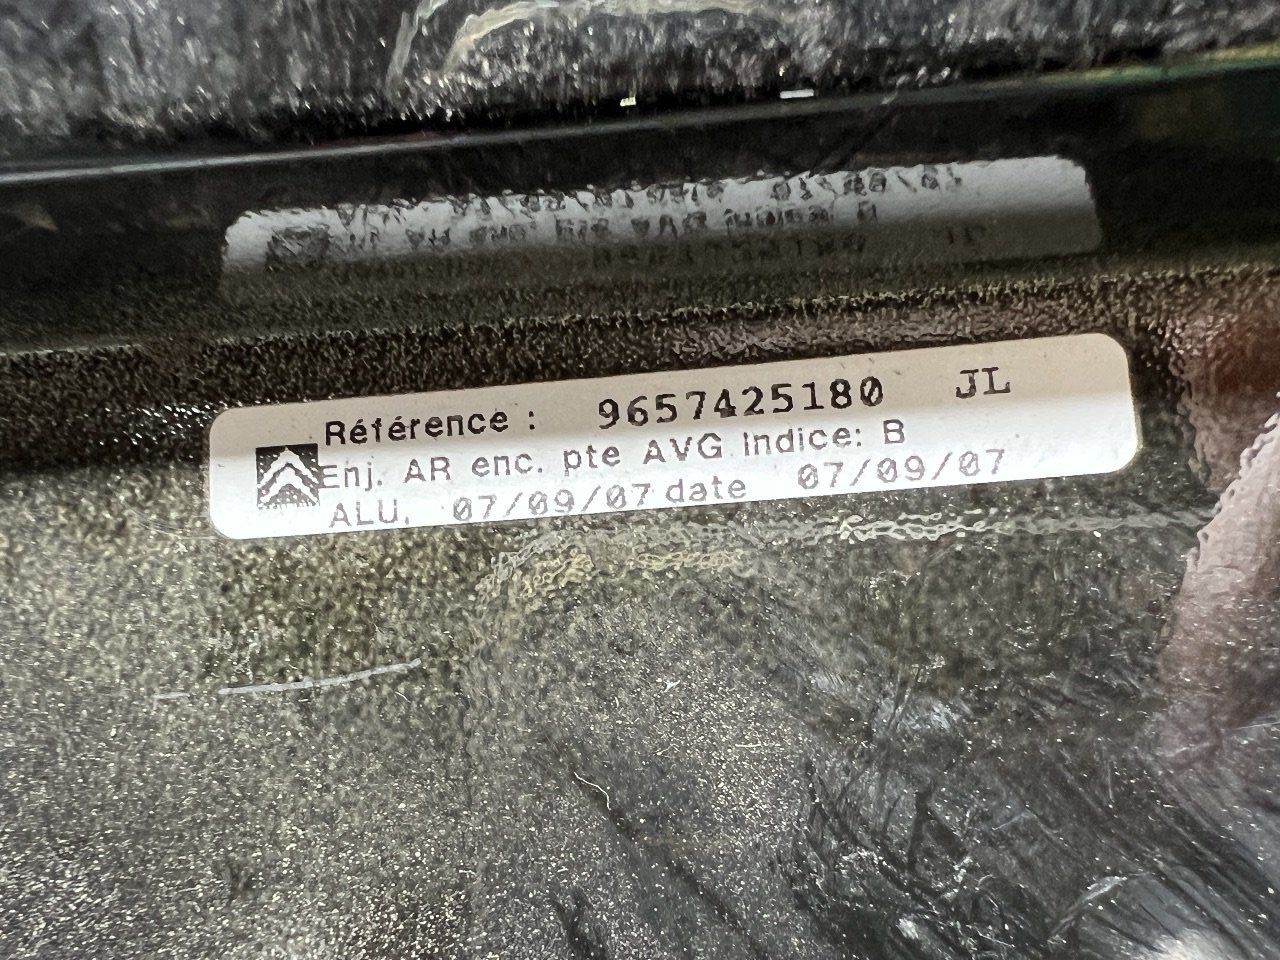 Référence : 9657425180 JL
Enj. AR enc. pte AVG Indice: B
ALU. 07/09/07 date 07/09/07